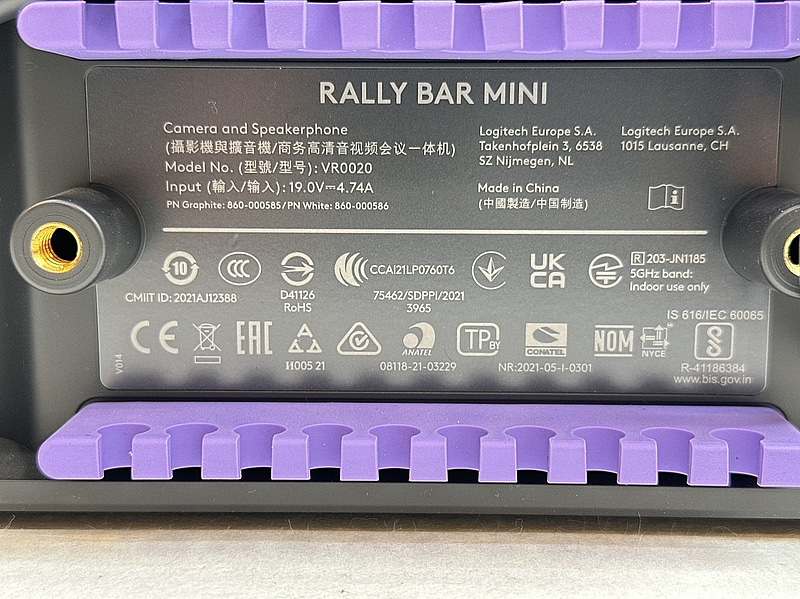 RALLY BAR MINI
Camera and Speakerphone
(攝影機與擴音機/商务高清音视频会议一体机)
Model No. (型號/型号): VR0020
Input (輸入/输入): 19.0V⎓4.74A
PN Graphite: 860-000585/PN White: 860-000586
Logitech Europe S.A.
Takenhofplein 3, 6538
SZ Nijmegen, NL
Logitech Europe S.A.
1015 Lausanne, CH
Made in China
(中國製造/中国制造)
10
CCC
CMIIT ID: 2021AJ12388
D41126
RoHS
CCAI21LP0760T6
75462/SDPPI/2021
3965
UK
CA
R 203-JN1185
5GHz band:
Indoor use only
V014
CE
EAC
И005 21
ANATEL
08118-21-03229
TP BY
CONATEL
NR:2021-05-I-0301
NOM
NYCE
IS 616/IEC 60065
R-41186384
www.bis.gov.in